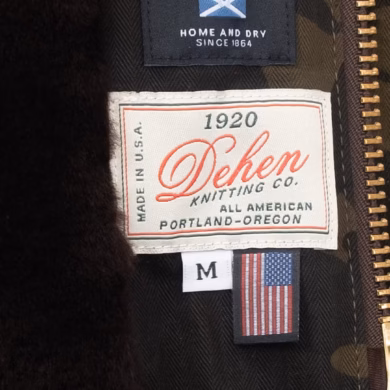 HOME AND DRY
SINCE 1864
1920
Dehen
KNITTING CO.
ALL AMERICAN
PORTLAND-OREGON
MADE IN U.S.A.
M